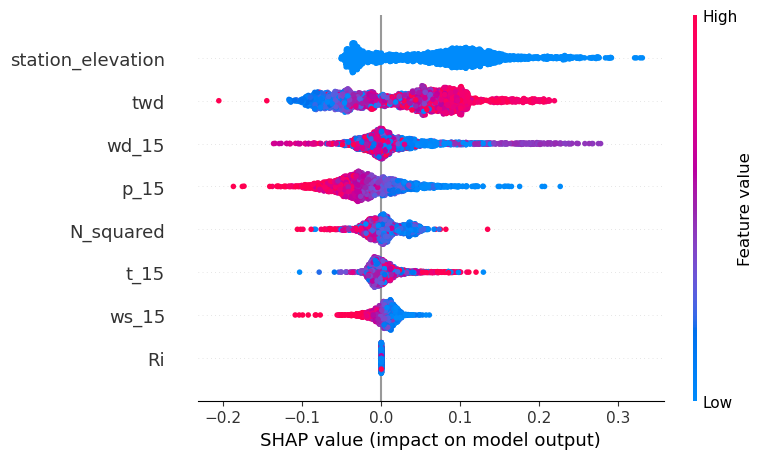 High
station_elevation
twd
wd_15
p_15
N_squared
t_15
ws_15
Ri
Feature value
Low
−0.2 −0.1 0.0 0.1 0.2 0.3
SHAP value (impact on model output)